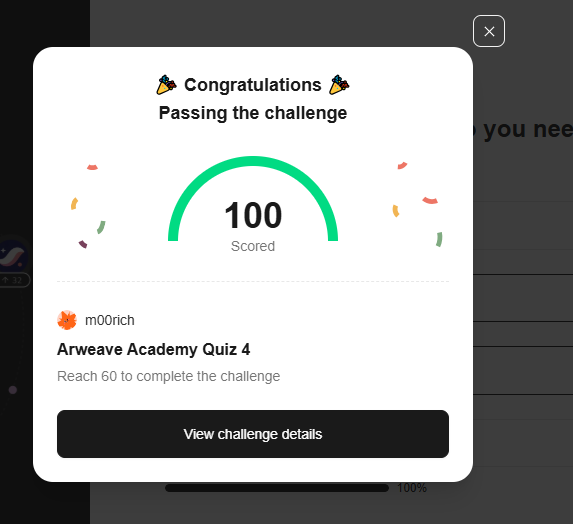 Congratulations
Passing the challenge
you nee
100
Scored
32
m00rich
Arweave Academy Quiz 4
Reach 60 to complete the challenge
View challenge details
100%